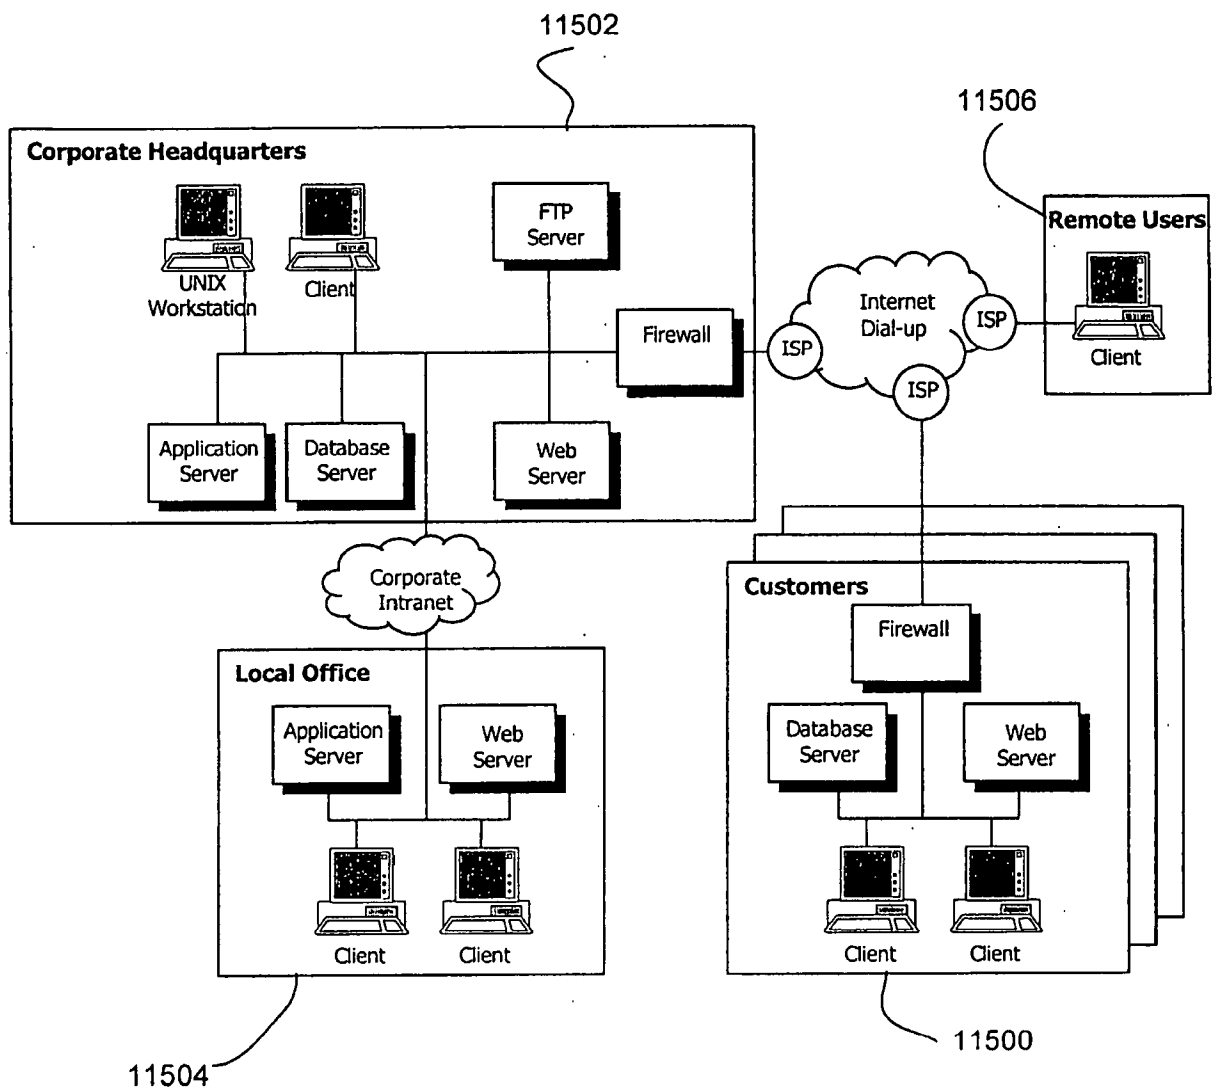 11502
11506
Corporate Headquarters
FTP
Server
UNIX
Workstation
Client
Firewall
Application
Server
Database
Server
Web
Server
Internet
Dial-up
ISP
ISP
ISP
Remote Users
Client
Corporate
Intranet
Local Office
Application
Server
Web
Server
Client
Client
11504
Customers
Firewall
Database
Server
Web
Server
Client
Client
11500